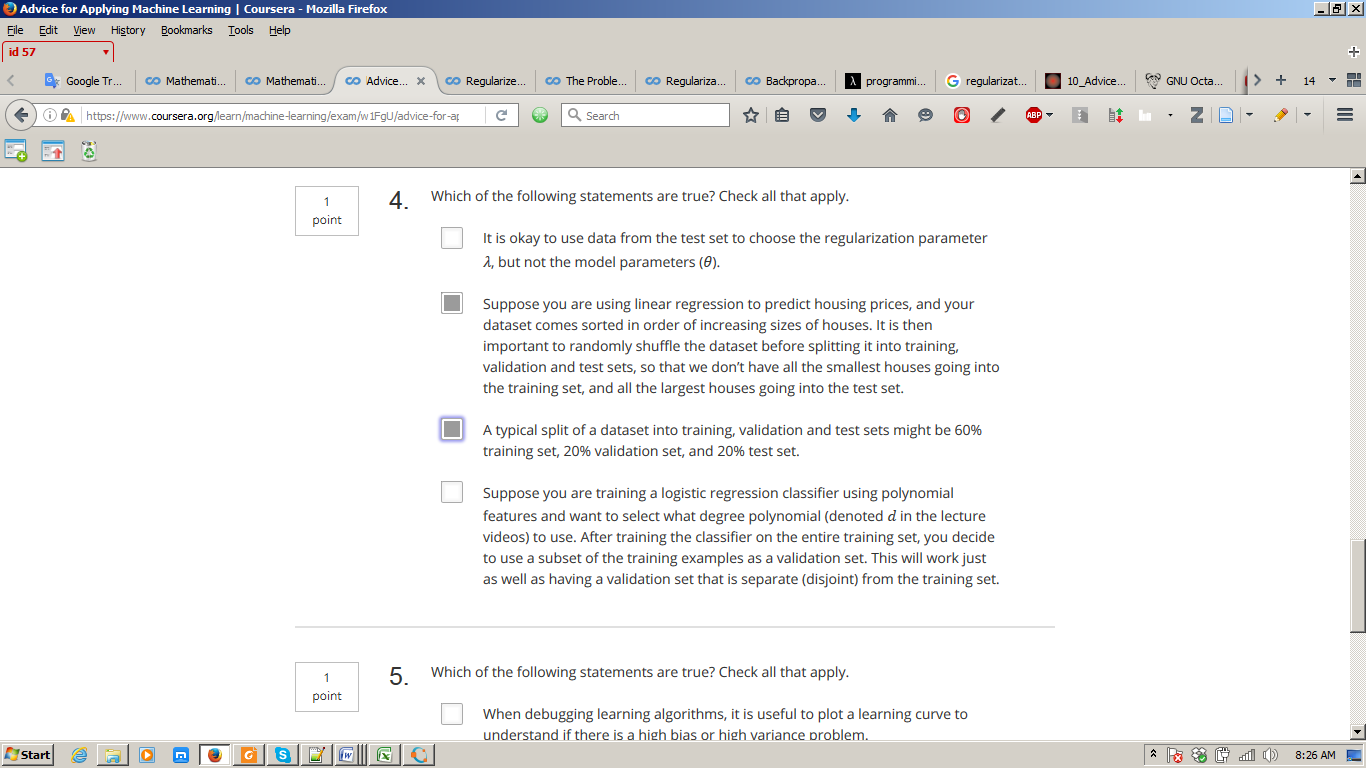 Advice for Applying Machine Learning | Coursera - Mozilla Firefox
File Edit View History Bookmarks Tools Help
id 57
Google Tr... Mathemati... Mathemati... Advice... Regularize... The Proble... Regulariza... Backpropa... programmi... regularizat... 10_Advice... GNU Octa... 14
https://www.coursera.org/learn/machine-learning/exam/w1FgU/advice-for-ap Search ABP
1
point
4. Which of the following statements are true? Check all that apply.
It is okay to use data from the test set to choose the regularization parameter
λ, but not the model parameters (θ).
Suppose you are using linear regression to predict housing prices, and your
dataset comes sorted in order of increasing sizes of houses. It is then
important to randomly shuffle the dataset before splitting it into training,
validation and test sets, so that we don’t have all the smallest houses going into
the training set, and all the largest houses going into the test set.
A typical split of a dataset into training, validation and test sets might be 60%
training set, 20% validation set, and 20% test set.
Suppose you are training a logistic regression classifier using polynomial
features and want to select what degree polynomial (denoted d in the lecture
videos) to use. After training the classifier on the entire training set, you decide
to use a subset of the training examples as a validation set. This will work just
as well as having a validation set that is separate (disjoint) from the training set.
1
point
5. Which of the following statements are true? Check all that apply.
When debugging learning algorithms, it is useful to plot a learning curve to
understand if there is a high bias or high variance problem.
Start 8:26 AM